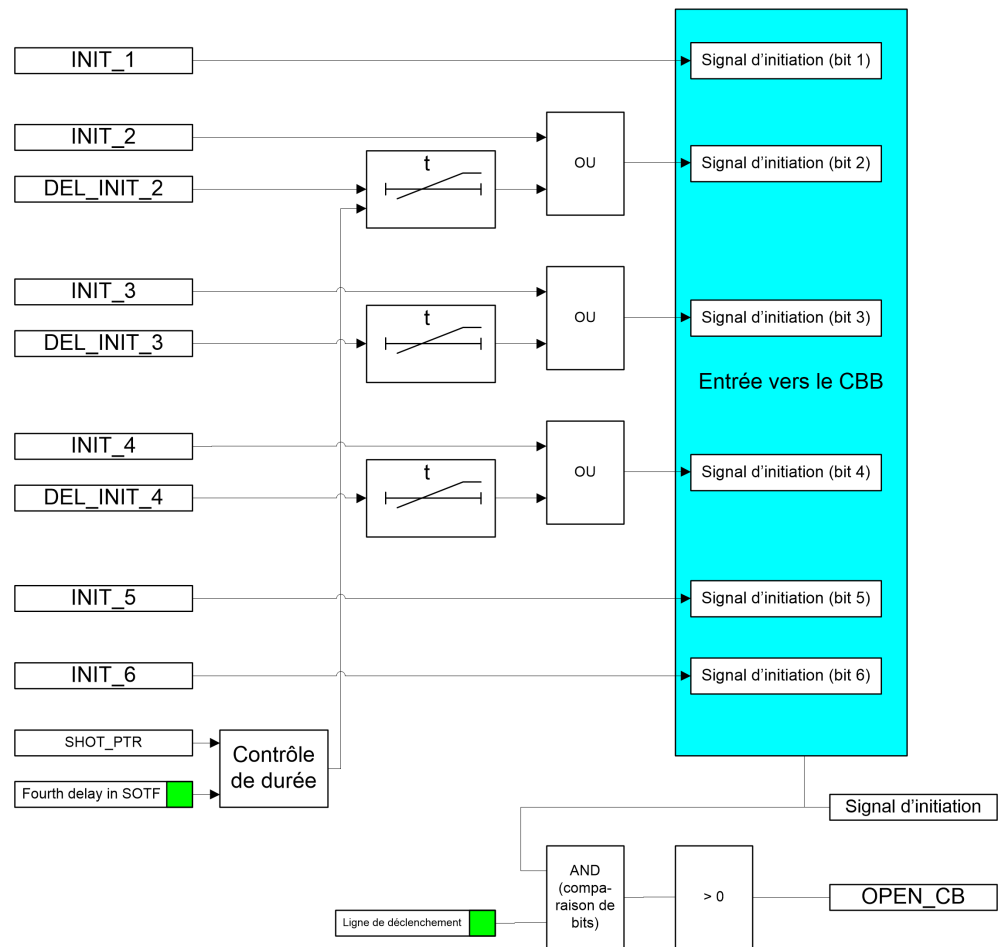 INIT_1
Signal d’initiation (bit 1)
INIT_2
OU
Signal d’initiation (bit 2)
t
DEL_INIT_2
INIT_3
OU
Signal d’initiation (bit 3)
t
DEL_INIT_3
Entrée vers le CBB
INIT_4
OU
Signal d’initiation (bit 4)
t
DEL_INIT_4
INIT_5
Signal d’initiation (bit 5)
INIT_6
Signal d’initiation (bit 6)
SHOT_PTR
Contrôle
de durée
Fourth delay in SOTF
Signal d’initiation
AND
(compa-
raison de
bits)
> 0
OPEN_CB
Ligne de déclenchement